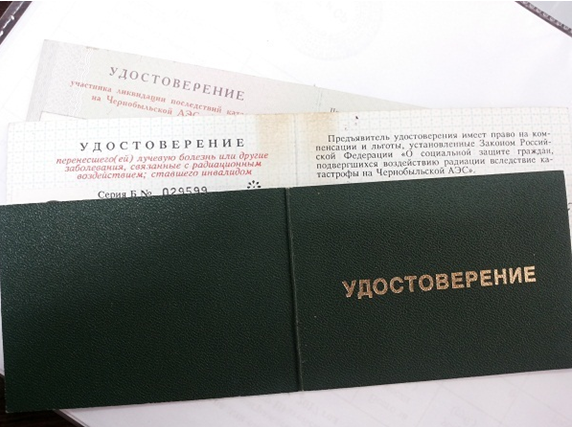 УДОСТОВЕРЕНИЕ
участника ликвидации последствий
на Чернобыльской АЭС
УДОСТОВЕРЕНИЕ
перенесшего(ей) лучевую болезнь или другие
заболевания, связанные с радиационным
воздействием; ставшего инвалидом
Серия Б № 029599
Предъявитель удостоверения имеет право на ком-
пенсации и льготы, установленные Законом Россий-
ской Федерации «О социальной защите граждан,
подвергшихся воздействию радиации вследствие ка-
тастрофы на Чернобыльской АЭС».
УДОСТОВЕРЕНИЕ